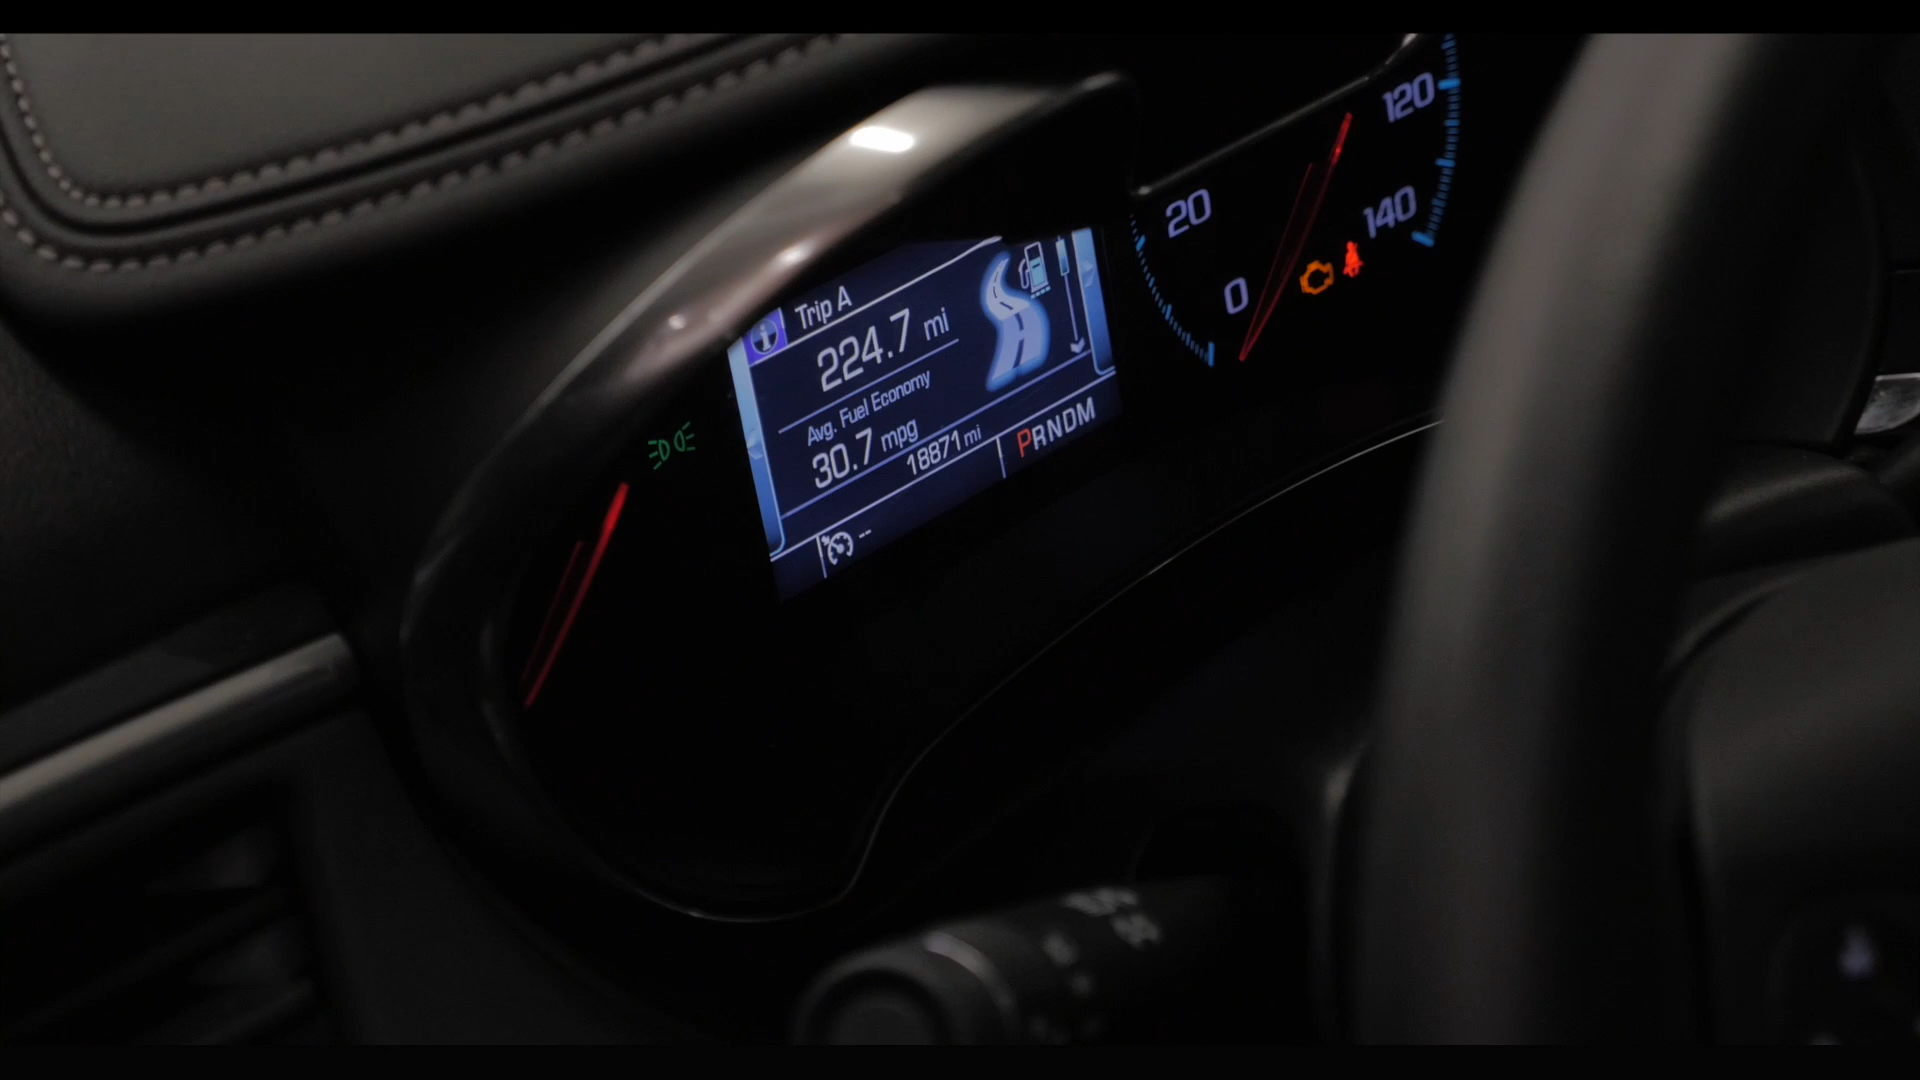 Trip A
224.7 mi
Avg. Fuel Economy
30.7 mpg
18871 mi
PRNDM
--
20
0
120
140